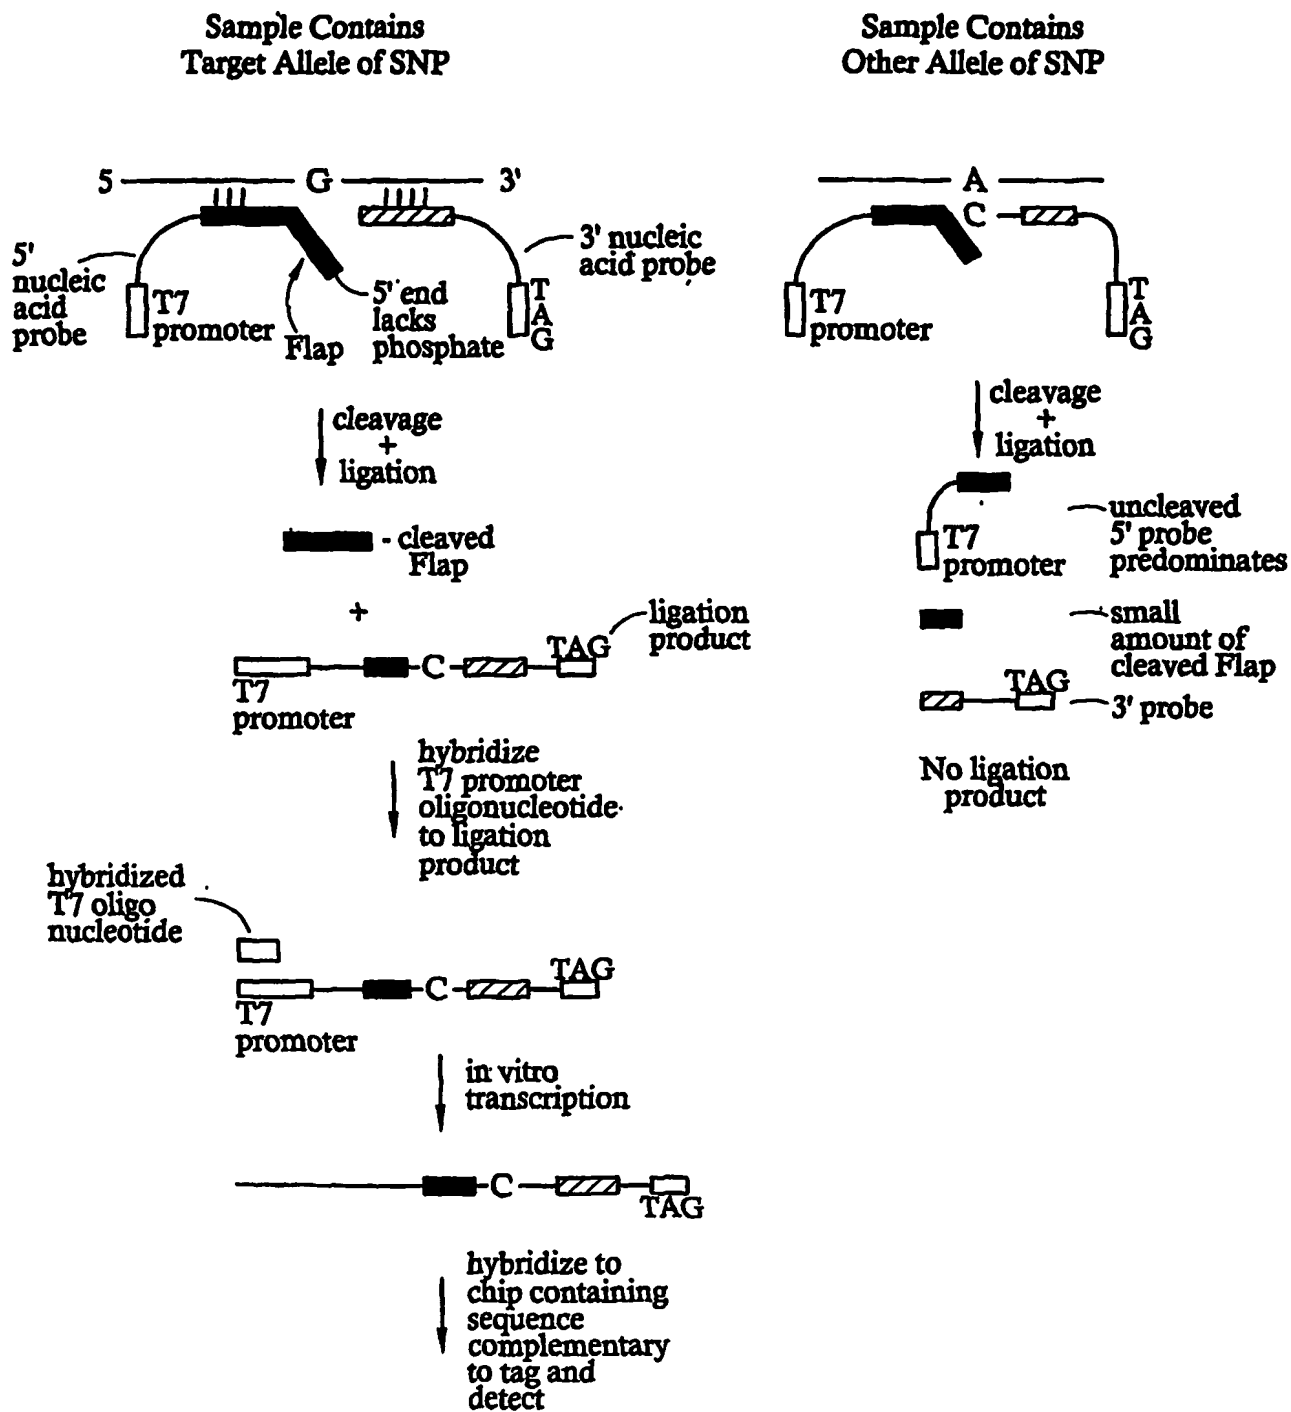 Sample Contains
Target Allele of SNP
5 G 3'
5'
nucleic
acid
probe
T7
promoter
Flap
5' end
lacks
phosphate
3' nucleic
acid probe
T
A
G
cleavage
+
ligation
- cleaved
Flap
+
ligation
product
TAG
C
T7
promoter
hybridize
T7 promoter
oligonucleotide
to ligation
product
hybridized
T7 oligo
nucleotide
TAG
C
T7
promoter
in vitro
transcription
C
TAG
hybridize to
chip containing
sequence
complementary
to tag and
detect
Sample Contains
Other Allele of SNP
A
C
T7
promoter
T
A
G
cleavage
+
ligation
T7
promoter
uncleaved
5' probe
predominates
small
amount of
cleaved Flap
TAG
3' probe
No ligation
product